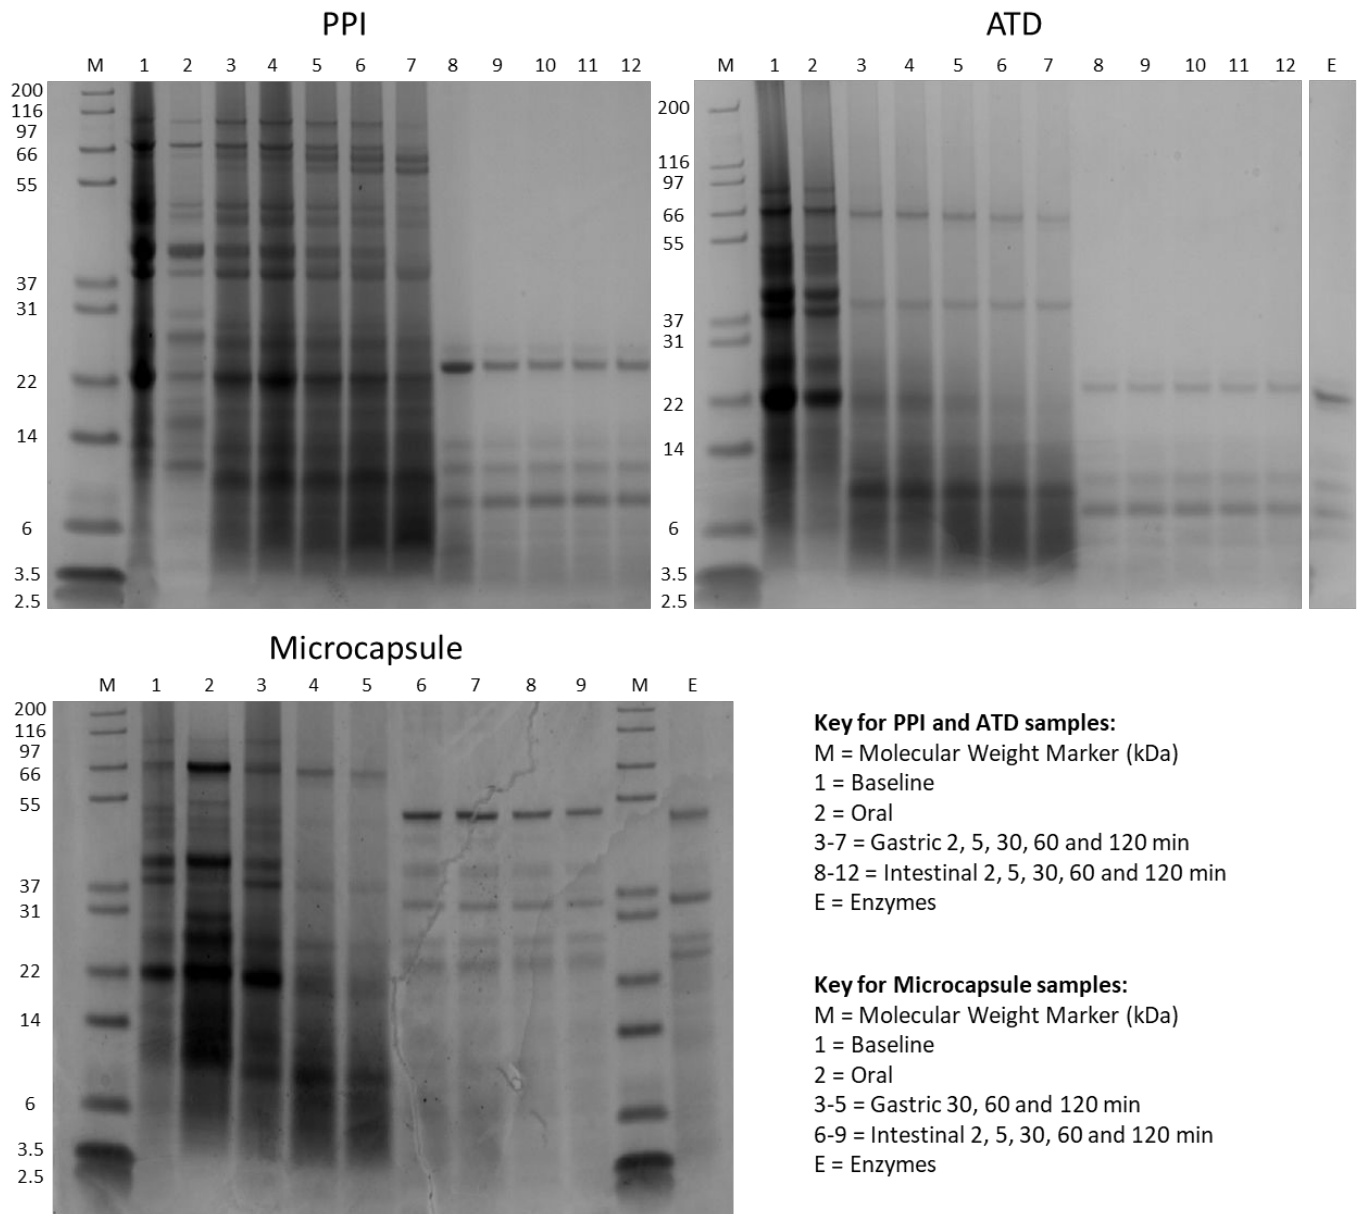 PPI
M 1 2 3 4 5 6 7 8 9 10 11 12
200
116
97
66
55
37
31
22
14
6
3.5
2.5
ATD
M 1 2 3 4 5 6 7 8 9 10 11 12 E
200
116
97
66
55
37
31
22
14
6
3.5
2.5
Microcapsule
M 1 2 3 4 5 6 7 8 9 M E
200
116
97
66
55
37
31
22
14
6
3.5
2.5
Key for PPI and ATD samples:
M = Molecular Weight Marker (kDa)
1 = Baseline
2 = Oral
3-7 = Gastric 2, 5, 30, 60 and 120 min
8-12 = Intestinal 2, 5, 30, 60 and 120 min
E = Enzymes
Key for Microcapsule samples:
M = Molecular Weight Marker (kDa)
1 = Baseline
2 = Oral
3-5 = Gastric 30, 60 and 120 min
6-9 = Intestinal 2, 5, 30, 60 and 120 min
E = Enzymes